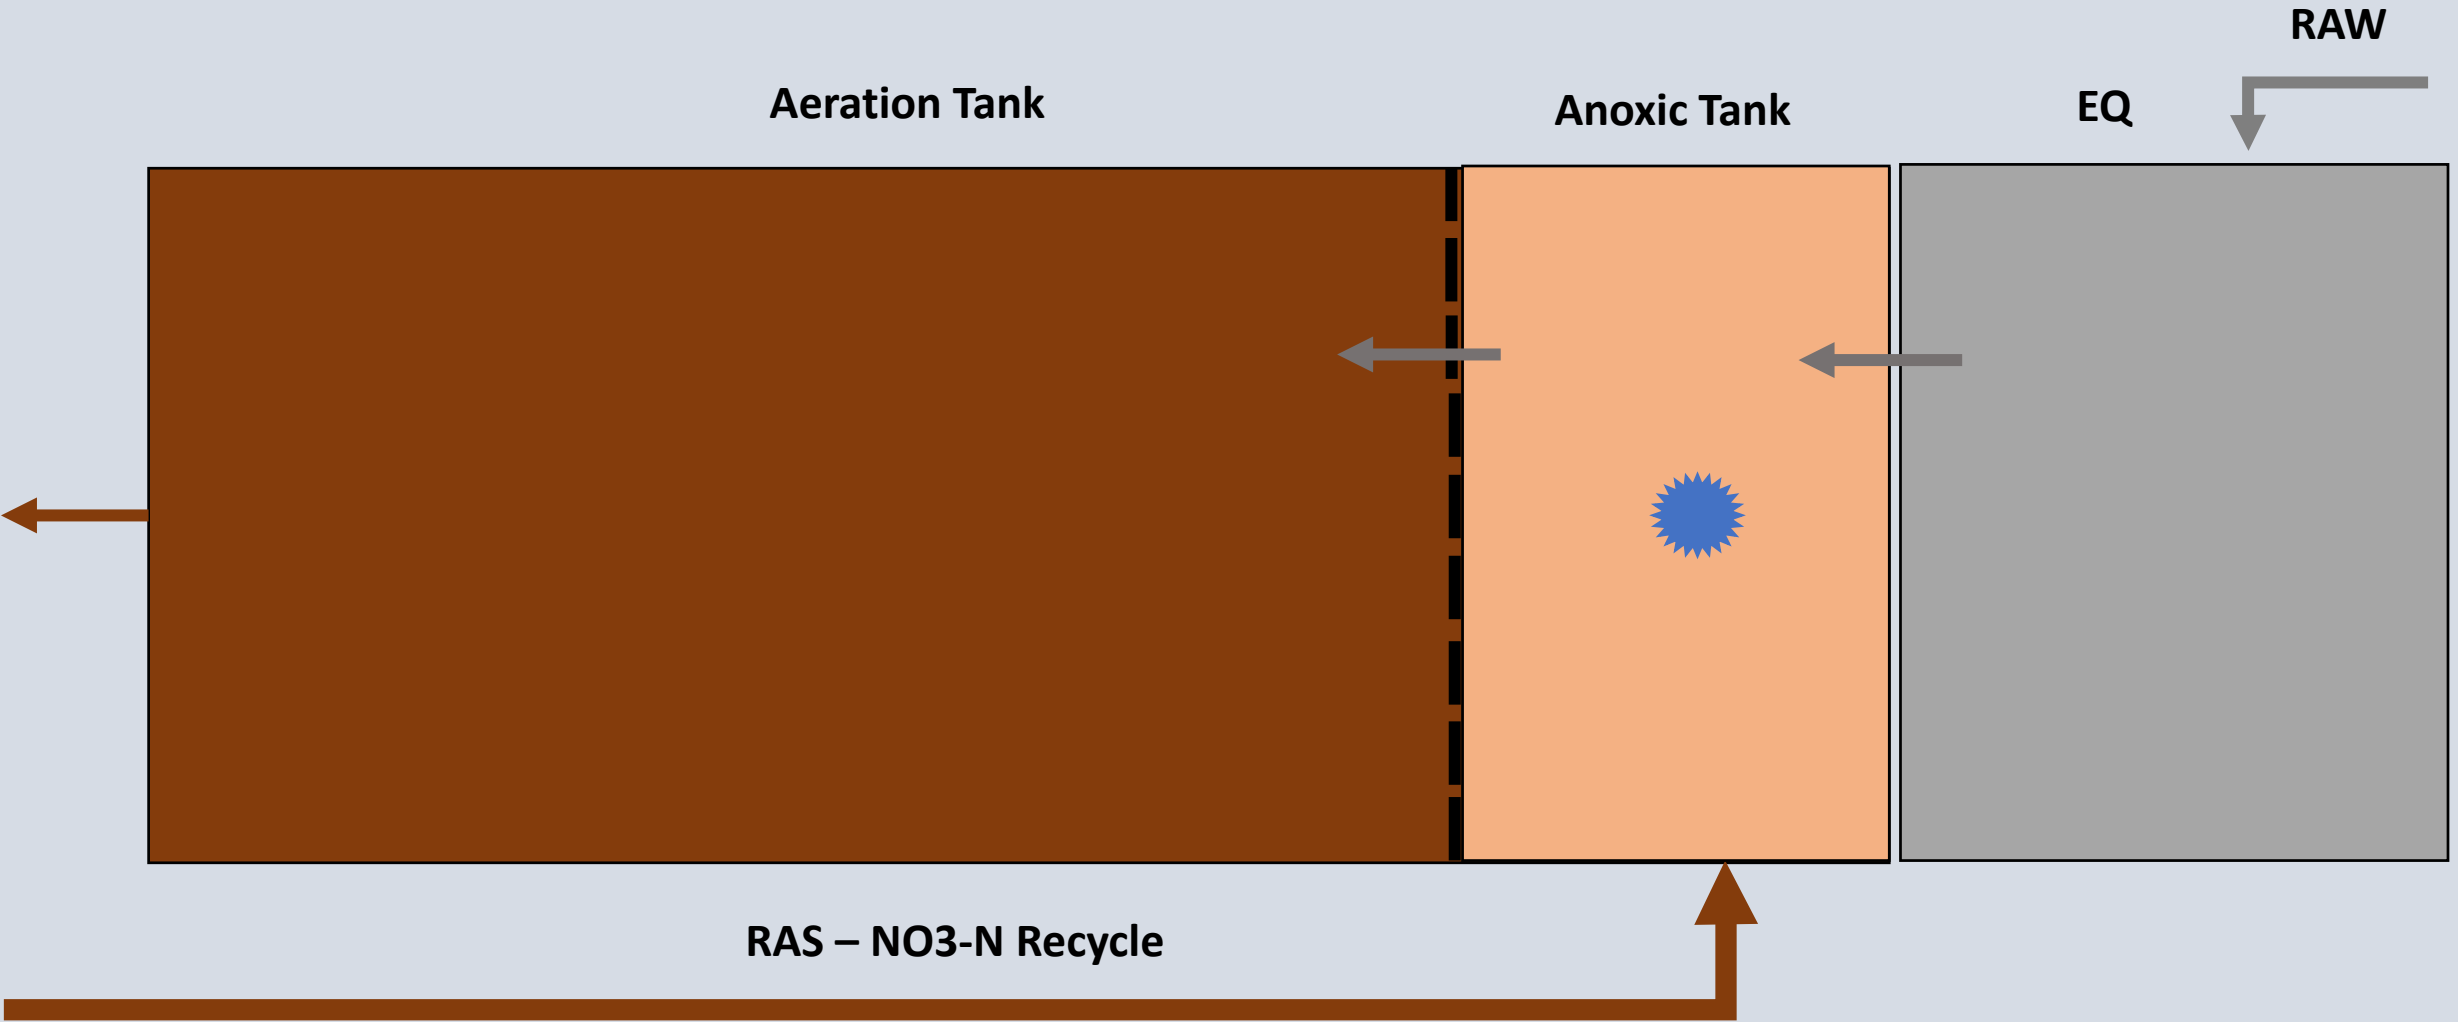 RAW
Aeration Tank
Anoxic Tank
EQ
RAS – NO3-N Recycle